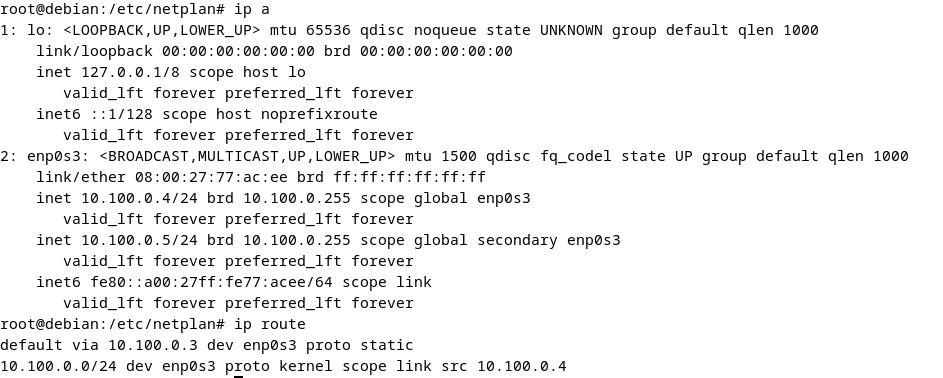 root@debian:/etc/netplan# ip a
1: lo: <LOOPBACK,UP,LOWER_UP> mtu 65536 qdisc noqueue state UNKNOWN group default qlen 1000
    link/loopback 00:00:00:00:00:00 brd 00:00:00:00:00:00
    inet 127.0.0.1/8 scope host lo
       valid_lft forever preferred_lft forever
    inet6 ::1/128 scope host noprefixroute
       valid_lft forever preferred_lft forever
2: enp0s3: <BROADCAST,MULTICAST,UP,LOWER_UP> mtu 1500 qdisc fq_codel state UP group default qlen 1000
    link/ether 08:00:27:77:ac:ee brd ff:ff:ff:ff:ff:ff
    inet 10.100.0.4/24 brd 10.100.0.255 scope global enp0s3
       valid_lft forever preferred_lft forever
    inet 10.100.0.5/24 brd 10.100.0.255 scope global secondary enp0s3
       valid_lft forever preferred_lft forever
    inet6 fe80::a00:27ff:fe77:acee/64 scope link
       valid_lft forever preferred_lft forever
root@debian:/etc/netplan# ip route
default via 10.100.0.3 dev enp0s3 proto static
10.100.0.0/24 dev enp0s3 proto kernel scope link src 10.100.0.4